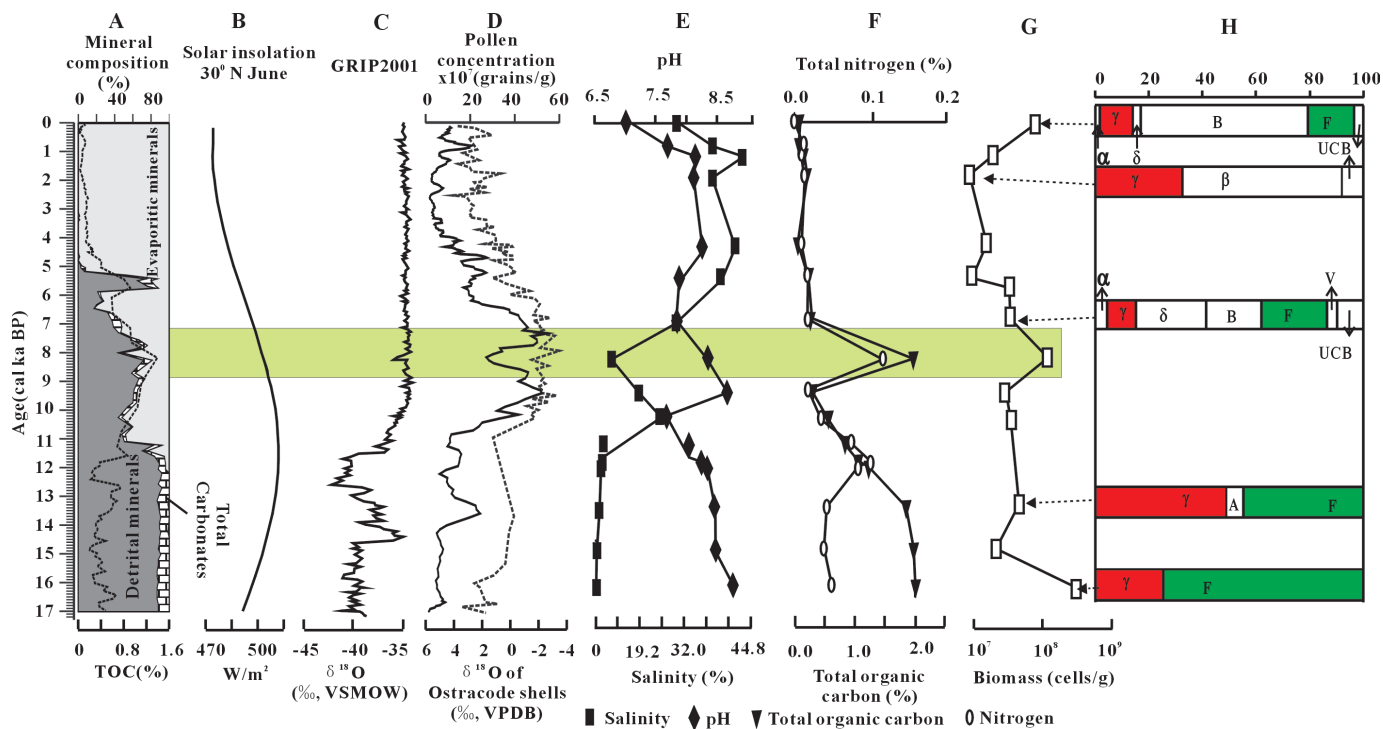 A B C D E F G H
Mineral composition (%)
Solar insolation 30⁰ N June
GRIP2001
Pollen concentration x10⁷(grains/g)
pH
Total nitrogen (%)
0 40 80
0 20 40 60
6.5 7.5 8.5
0.0 0.1 0.2
0 20 40 60 80 100
Age(cal ka BP)
0
1
2
3
4
5
6
7
8
9
10
11
12
13
14
15
16
17
Evaporitic minerals
Detrital minerals
Total Carbonates
γ B F
α δ UCB
γ β
α V
γ δ B F
UCB
γ A F
γ F
0 0.8 1.6
TOC(%)
470 500
W/m²
-45 -40 -35
δ ¹⁸O (‰, VSMOW)
6 4 2 0 -2 -4
δ ¹⁸O of Ostracode shells (‰, VPDB)
0 19.2 32.0 44.8
Salinity (%)
0.0 1.0 2.0
Total organic carbon (%)
10⁷ 10⁸ 10⁹
Biomass (cells/g)
Salinity pH Total organic carbon Nitrogen